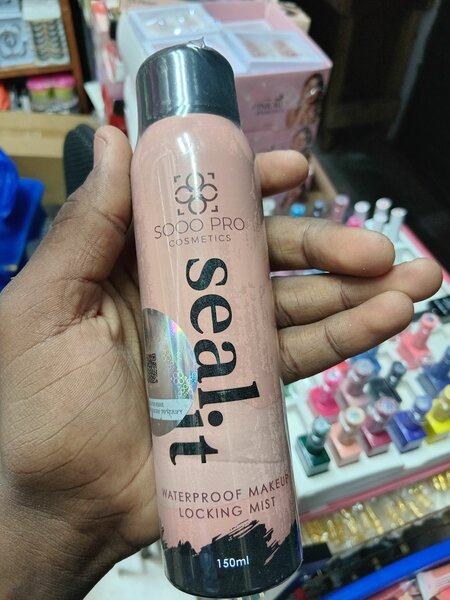 SOOO PRO
COSMETICS
seal it
WATERPROOF MAKEUP
LOCKING MIST
150ml